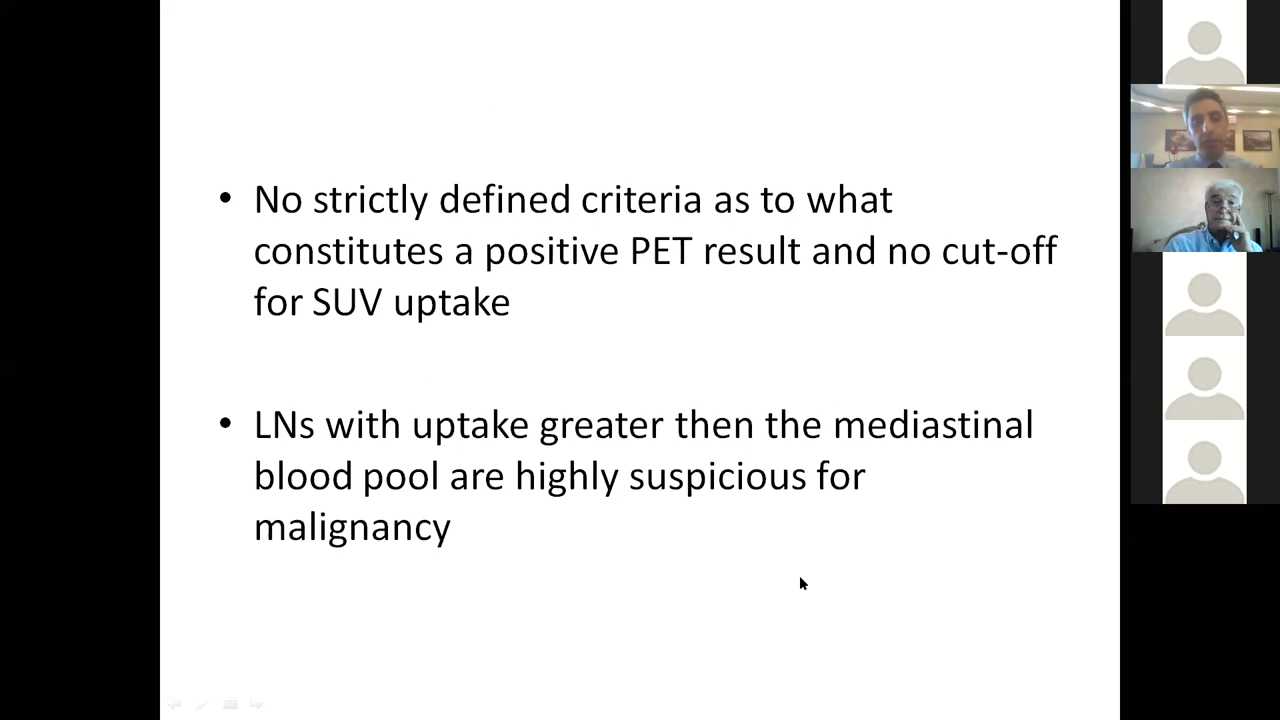 • No strictly defined criteria as to what
constitutes a positive PET result and no cut-off
for SUV uptake
• LNs with uptake greater then the mediastinal
blood pool are highly suspicious for
malignancy